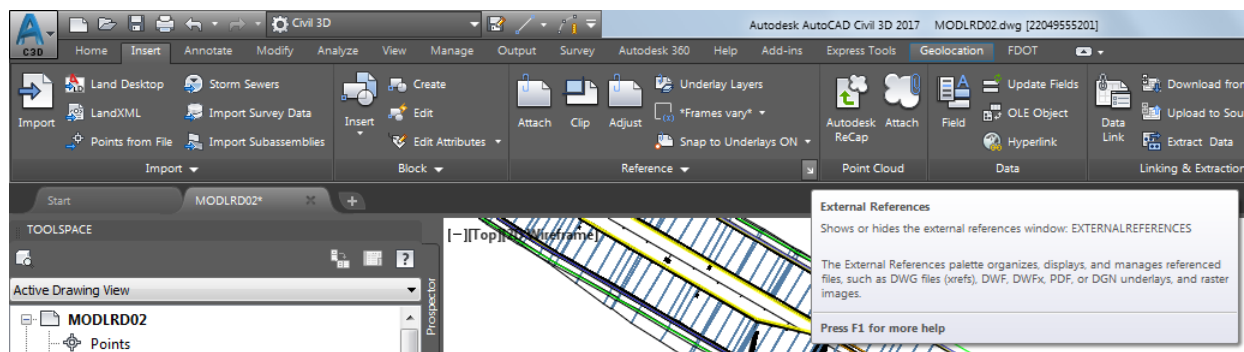 Civil 3D
Autodesk AutoCAD Civil 3D 2017 MODLRD02.dwg [22049555201]
C3D
Home Insert Annotate Modify Analyze View Manage Output Survey Autodesk 360 Help Add-ins Express Tools Geolocation FDOT
Import
Land Desktop
LandXML
Points from File
Storm Sewers
Import Survey Data
Import Subassemblies
Import
Insert
Create
Edit
Edit Attributes
Block
Attach
Clip
Adjust
Underlay Layers
*Frames vary*
Snap to Underlays ON
Reference
Autodesk
ReCap
Attach
Point Cloud
Field
Update Fields
OLE Object
Hyperlink
Data
Data
Link
Download from
Upload to Sou
Extract Data
Linking & Extraction
Start
MODLRD02*
TOOLSPACE
Active Drawing View
MODLRD02
Points
Prospector
[−][Top][2D Wireframe]
External References
Shows or hides the external references window: EXTERNALREFERENCES
The External References palette organizes, displays, and manages referenced
files, such as DWG files (xrefs), DWF, DWFx, PDF, or DGN underlays, and raster
images.
Press F1 for more help